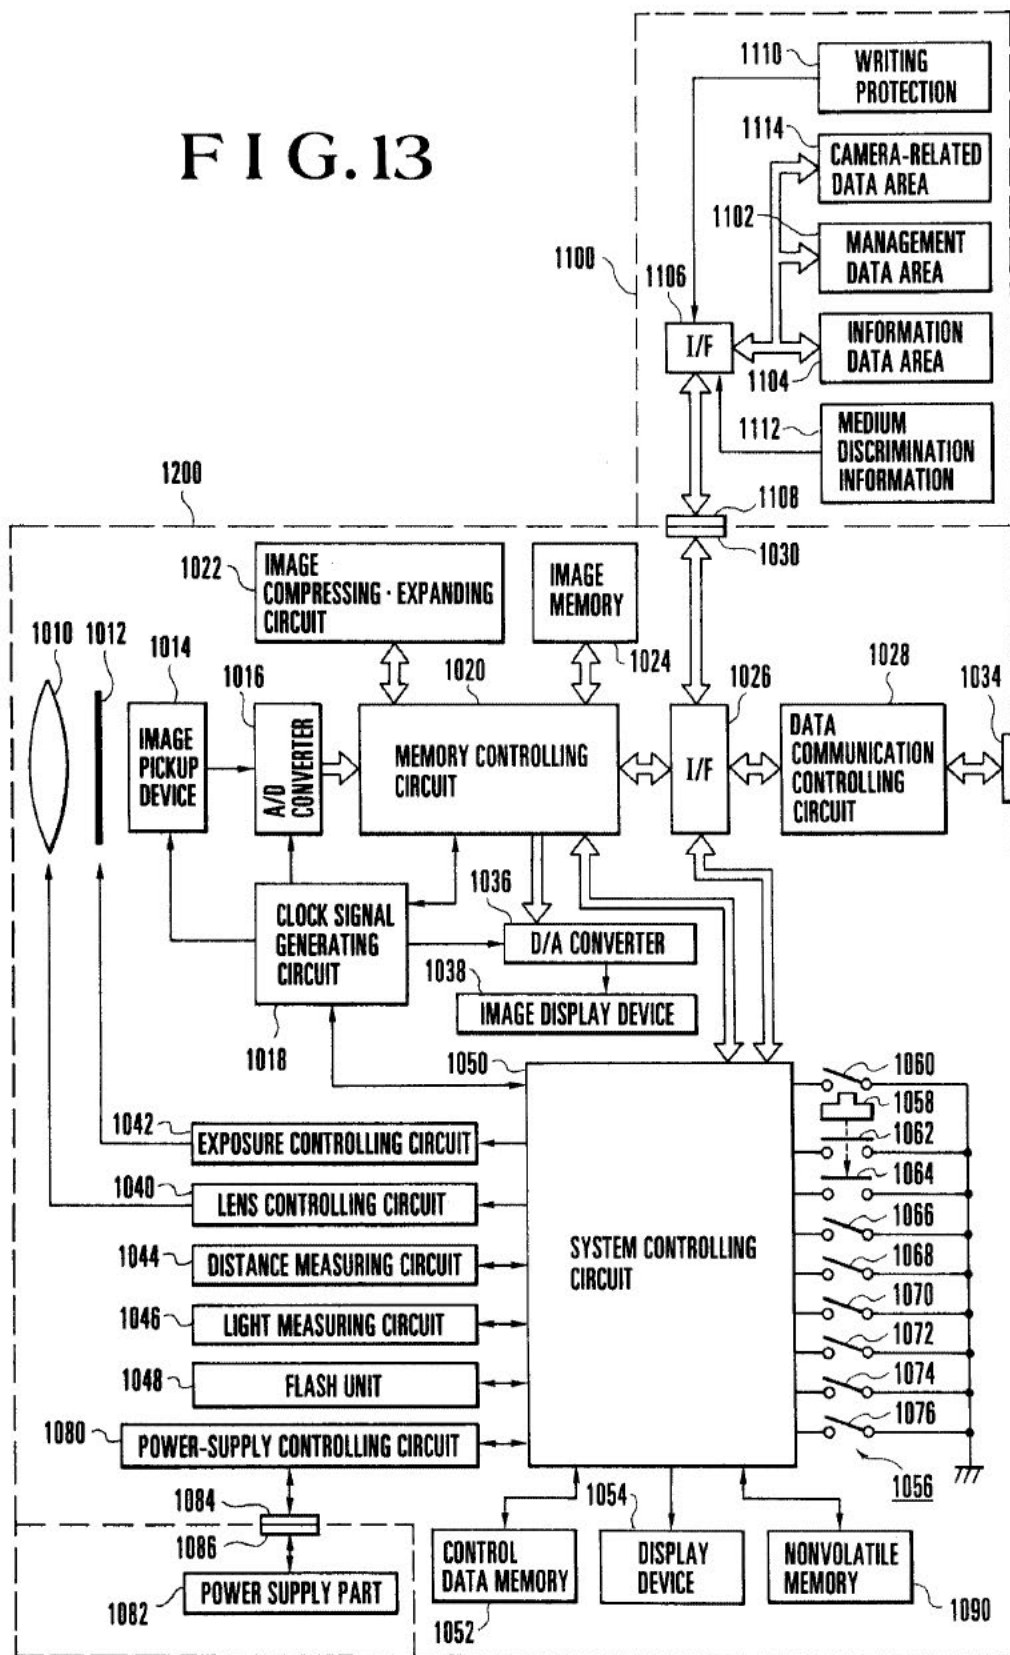 FIG.13
1110
WRITING
PROTECTION
1114
CAMERA-RELATED
DATA AREA
1102
MANAGEMENT
DATA AREA
1100
1106
I/F
INFORMATION
DATA AREA
1104
1112
MEDIUM
DISCRIMINATION
INFORMATION
1200
1108
1030
1022
IMAGE
COMPRESSING · EXPANDING
CIRCUIT
IMAGE
MEMORY
1024
1010
1012
1014
1016
1020
1026
1028
1034
IMAGE
PICKUP
DEVICE
A/D
CONVERTER
MEMORY CONTROLLING
CIRCUIT
I/F
DATA
COMMUNICATION
CONTROLLING
CIRCUIT
CLOCK SIGNAL
GENERATING
CIRCUIT
1018
1036
D/A CONVERTER
1038
IMAGE DISPLAY DEVICE
1050
SYSTEM CONTROLLING
CIRCUIT
1042
EXPOSURE CONTROLLING CIRCUIT
1040
LENS CONTROLLING CIRCUIT
1044
DISTANCE MEASURING CIRCUIT
1046
LIGHT MEASURING CIRCUIT
1048
FLASH UNIT
1080
POWER-SUPPLY CONTROLLING CIRCUIT
1060
1058
1062
1064
1066
1068
1070
1072
1074
1076
1056
1084
1086
POWER SUPPLY PART
1082
CONTROL
DATA MEMORY
1052
1054
DISPLAY
DEVICE
NONVOLATILE
MEMORY
1090